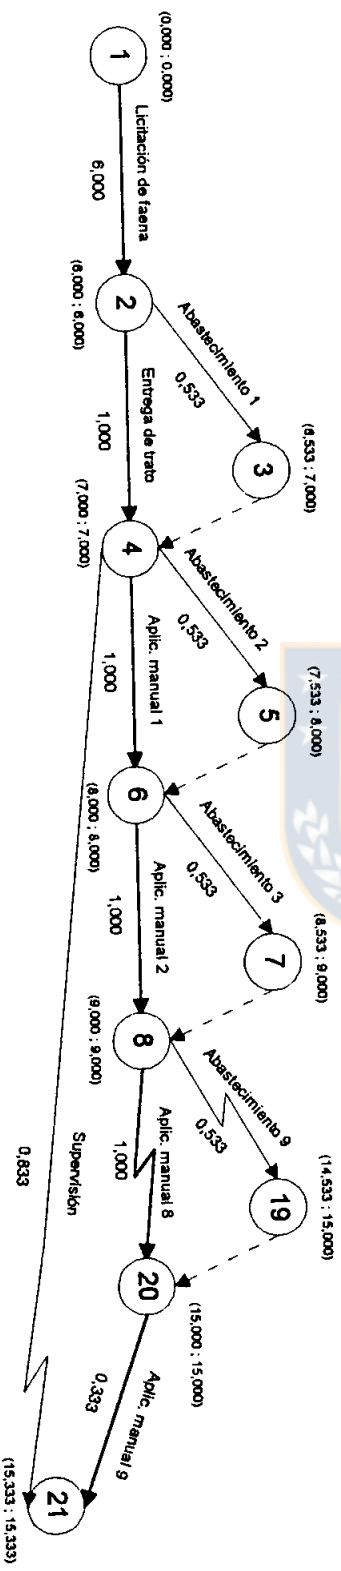 (0,000 ; 0,000)
1
Licitación de faena
6,000
2
(6,000 ; 6,000)
Abastecimiento 1
0,533
(6,533 ; 7,000)
3
Entrega de trato
1,000
4
(7,000 ; 7,000)
Abastecimiento 2
0,533
(7,533 ; 8,000)
5
Aplic. manual 1
1,000
6
(8,000 ; 8,000)
Abastecimiento 3
0,533
(8,533 ; 9,000)
7
Aplic. manual 2
1,000
8
(9,000 ; 9,000)
Abastecimiento 9
0,533
(14,533 ; 15,000)
19
Aplic. manual 8
1,000
20
(15,000 ; 15,000)
Aplic. manual 9
0,333
Supervisión
0,833
21
(15,333 ; 15,333)